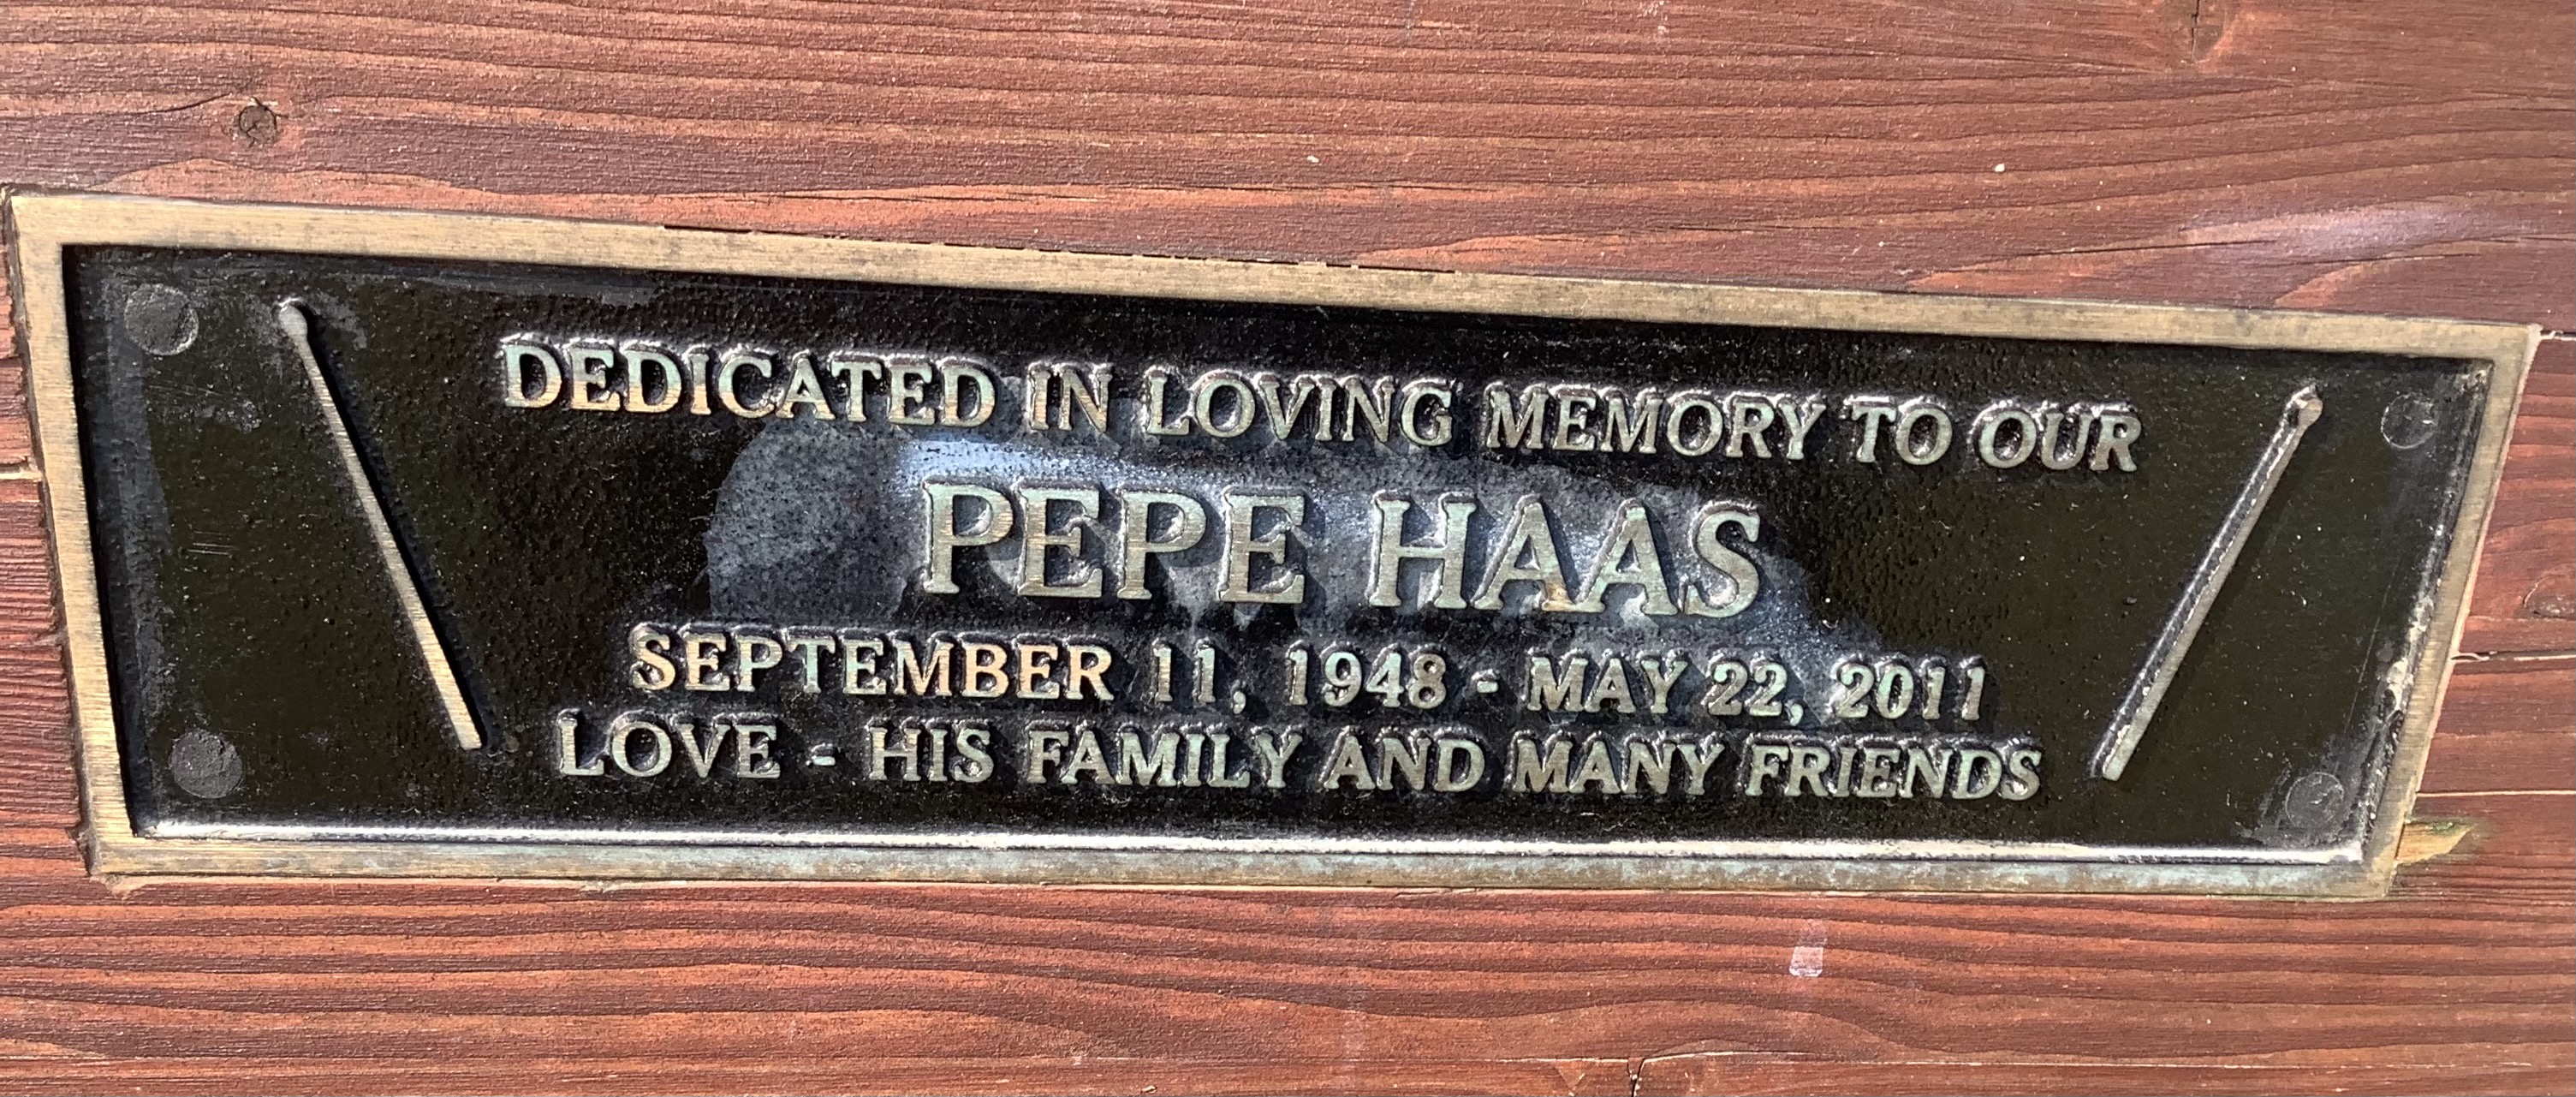 DEDICATED IN LOVING MEMORY TO OUR
PEPE HAAS
SEPTEMBER 11, 1948 - MAY 22, 2011
LOVE - HIS FAMILY AND MANY FRIENDS